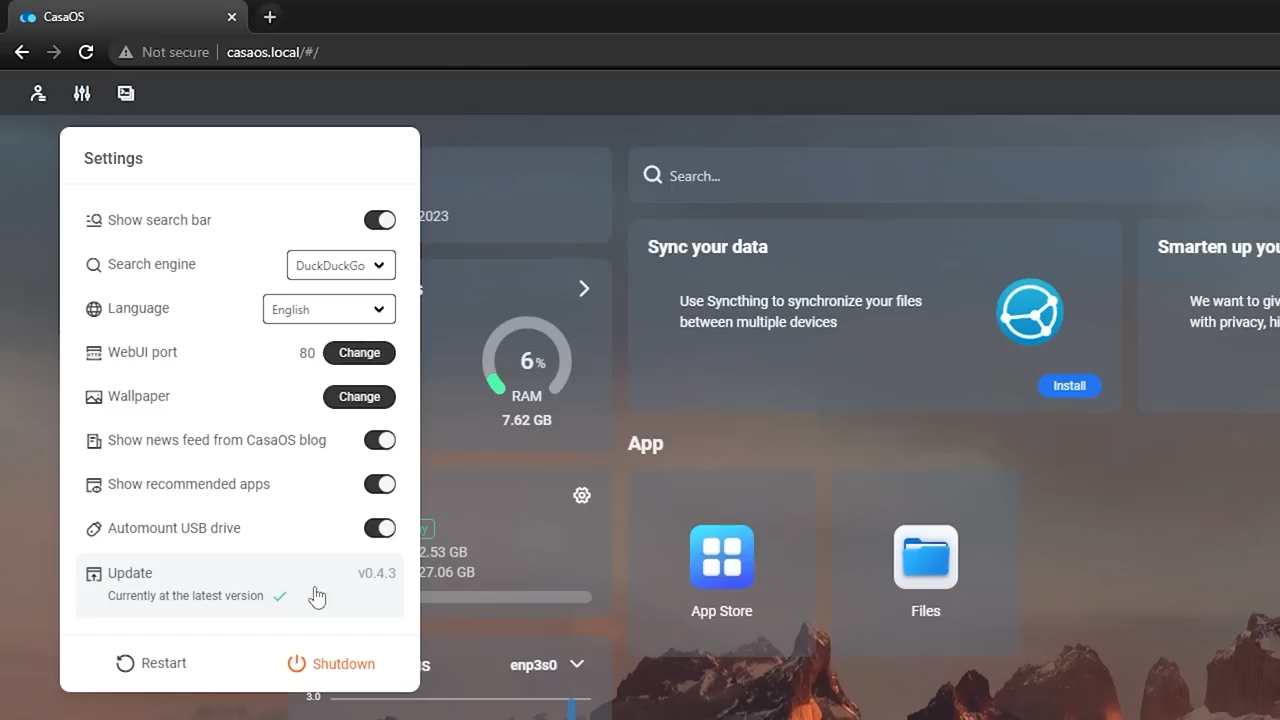 CasaOS
Not secure
casaos.local/#/
Settings
Show search bar
Search engine
DuckDuckGo
Language
English
WebUI port
80
Change
Wallpaper
Change
Show news feed from CasaOS blog
Show recommended apps
Automount USB drive
Update
v0.4.3
Currently at the latest version
Restart
Shutdown
2023
6%
RAM
7.62 GB
2.53 GB
27.06 GB
enp3s0
3.0
Search...
Sync your data
Use Syncthing to synchronize your files
between multiple devices
Install
Smarten up you
We want to giv
with privacy, hi
App
App Store
Files